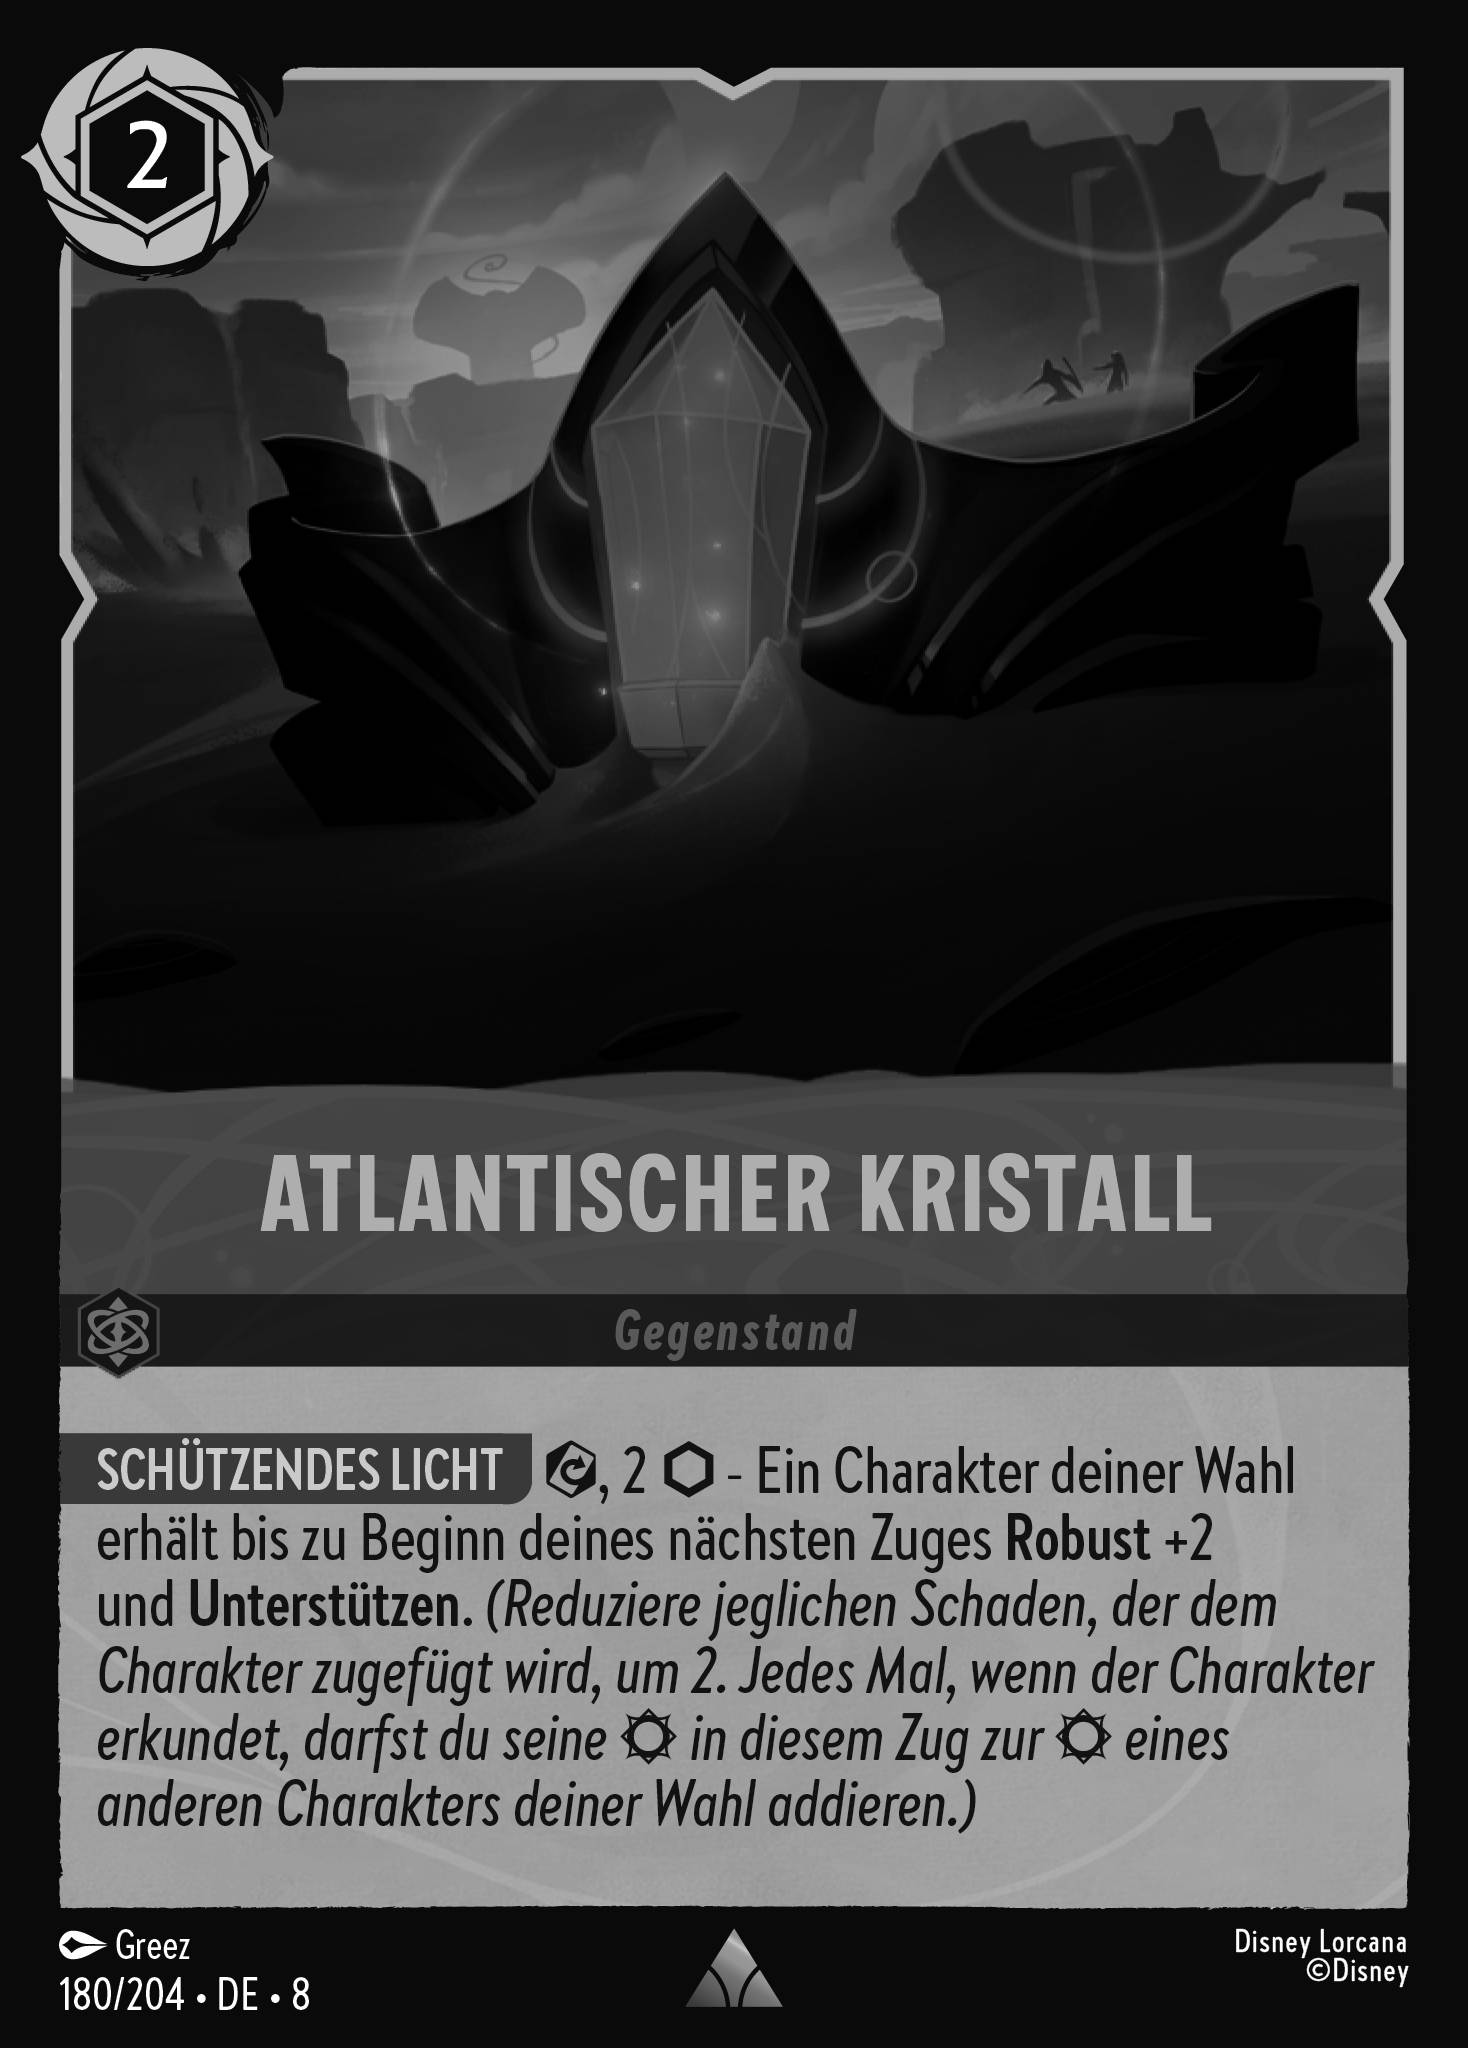 2
ATLANTISCHER KRISTALL
Gegenstand
SCHÜTZENDES LICHT , 2 - Ein Charakter deiner Wahl
erhält bis zu Beginn deines nächsten Zuges Robust +2
und Unterstützen. (Reduziere jeglichen Schaden, der dem
Charakter zugefügt wird, um 2. Jedes Mal, wenn der Charakter
erkundet, darfst du seine in diesem Zug zur eines
anderen Charakters deiner Wahl addieren.)
Greez
180/204 • DE • 8
Disney Lorcana
©Disney